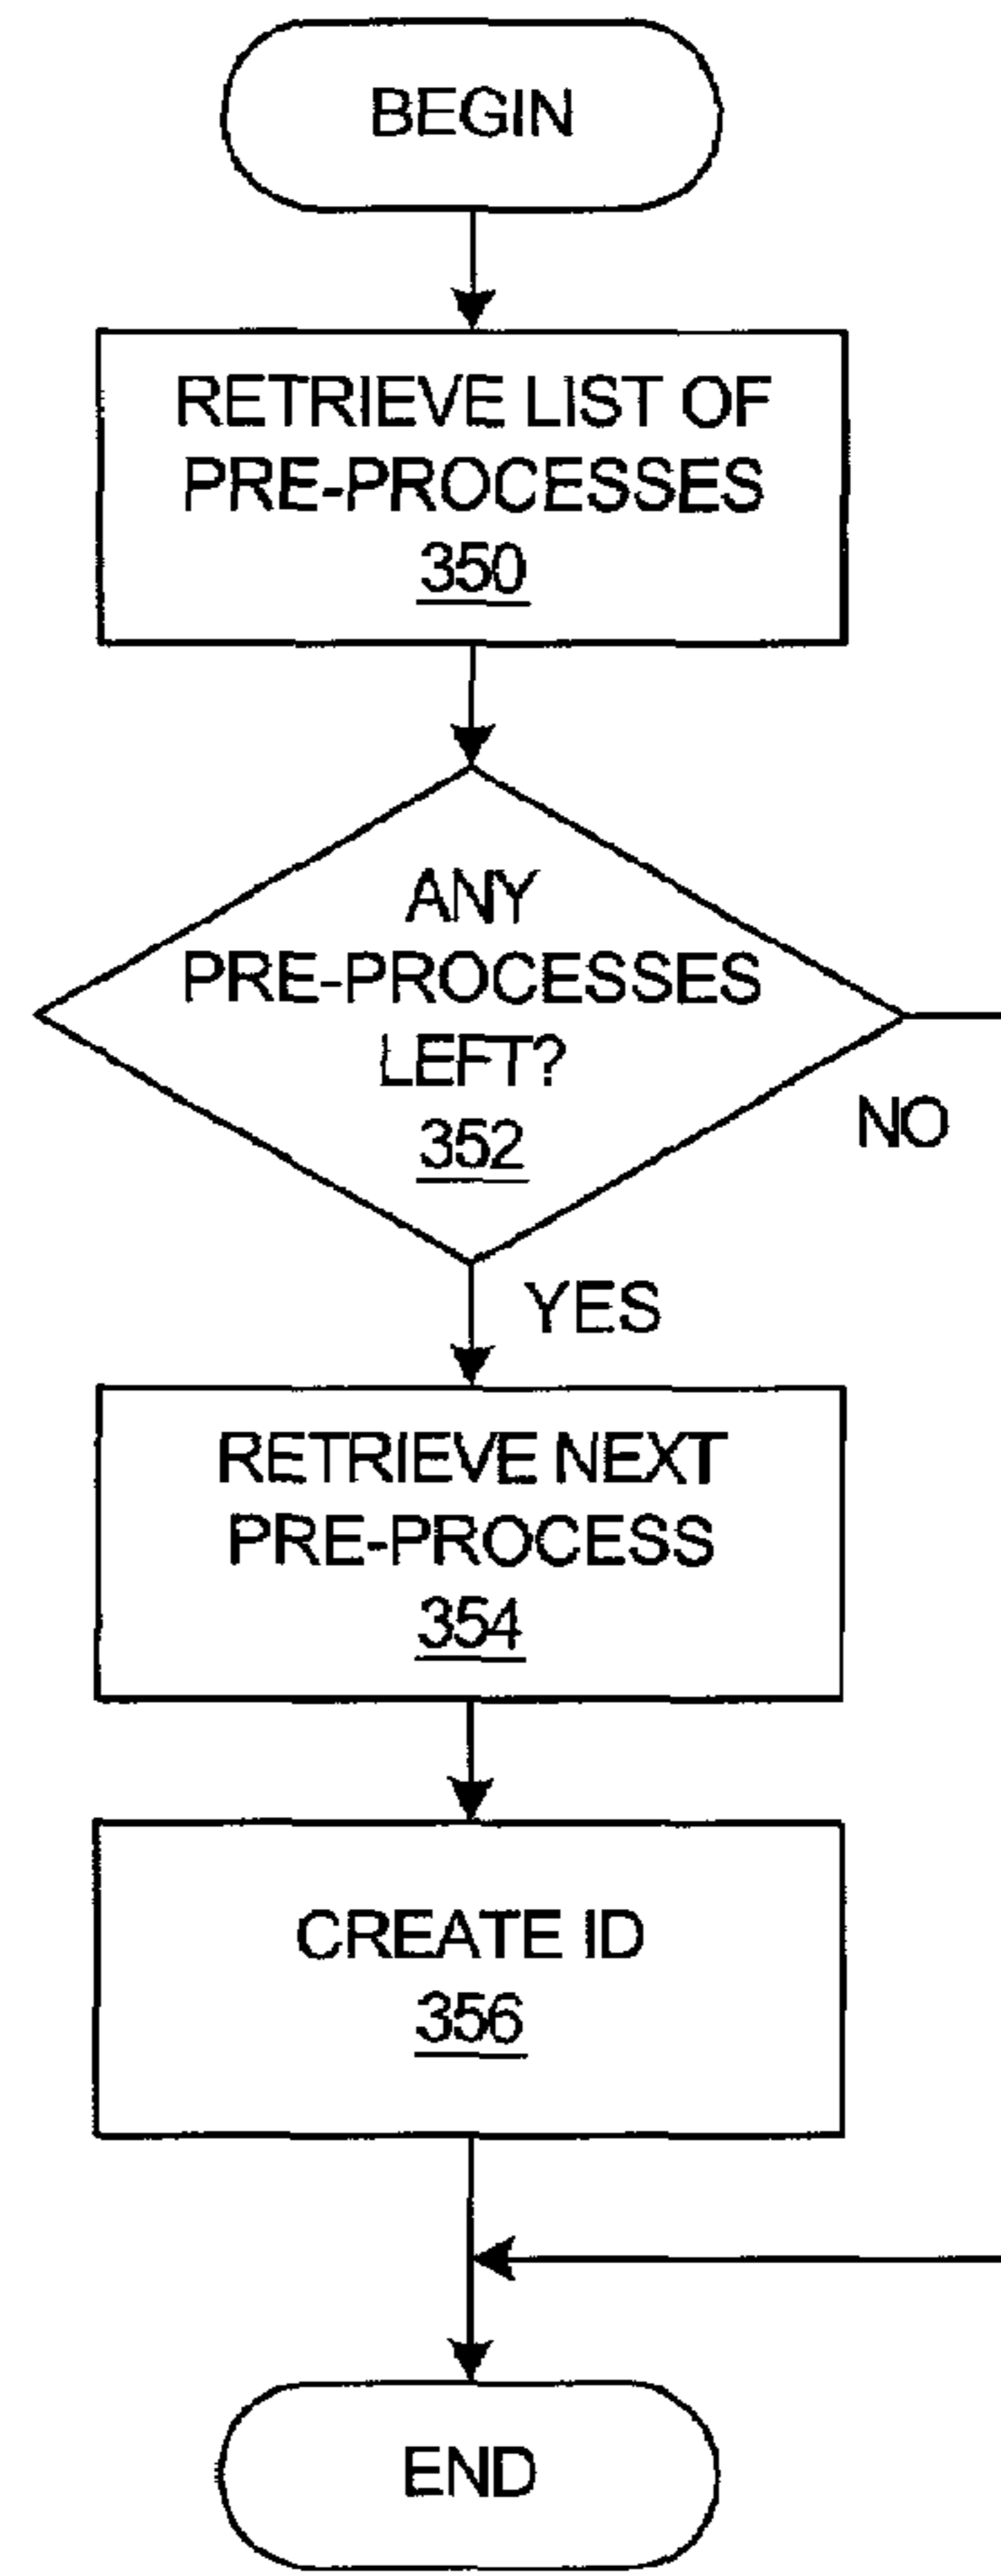 BEGIN
RETRIEVE LIST OF
PRE-PROCESSES
350
ANY
PRE-PROCESSES
LEFT?
352
NO
YES
RETRIEVE NEXT
PRE-PROCESS
354
CREATE ID
356
END